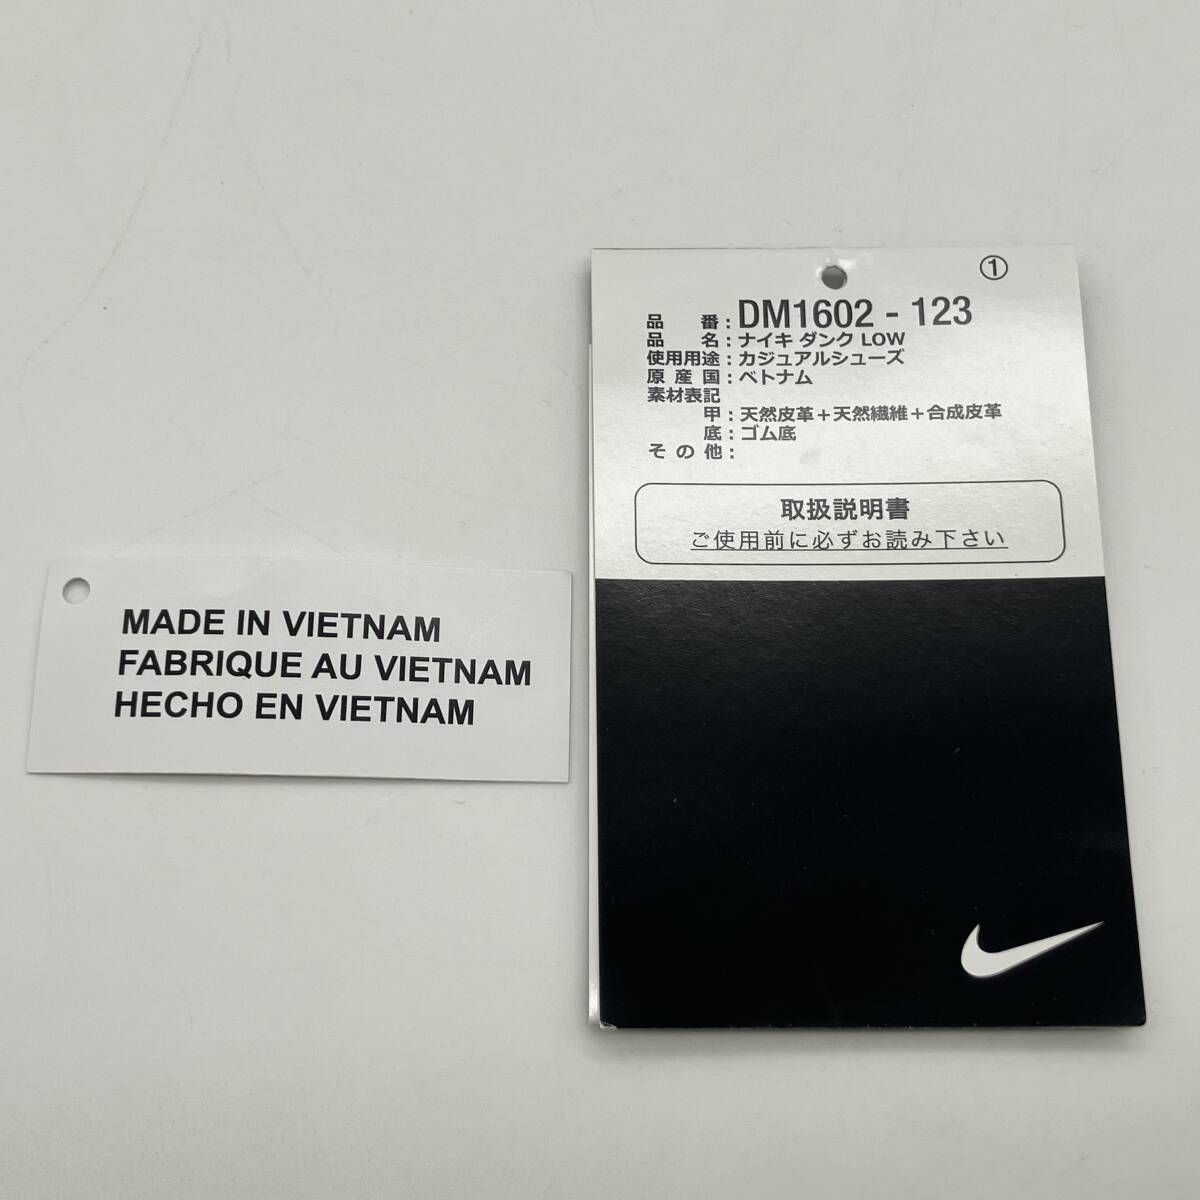 MADE IN VIETNAM
FABRIQUE AU VIETNAM
HECHO EN VIETNAM
①
品番：DM1602 - 123
品名：ナイキ ダンク LOW
使用用途：カジュアルシューズ
原産国：ベトナム
素材表記
甲：天然皮革＋天然繊維＋合成皮革
底：ゴム底
その他：
取扱説明書
ご使用前に必ずお読み下さい